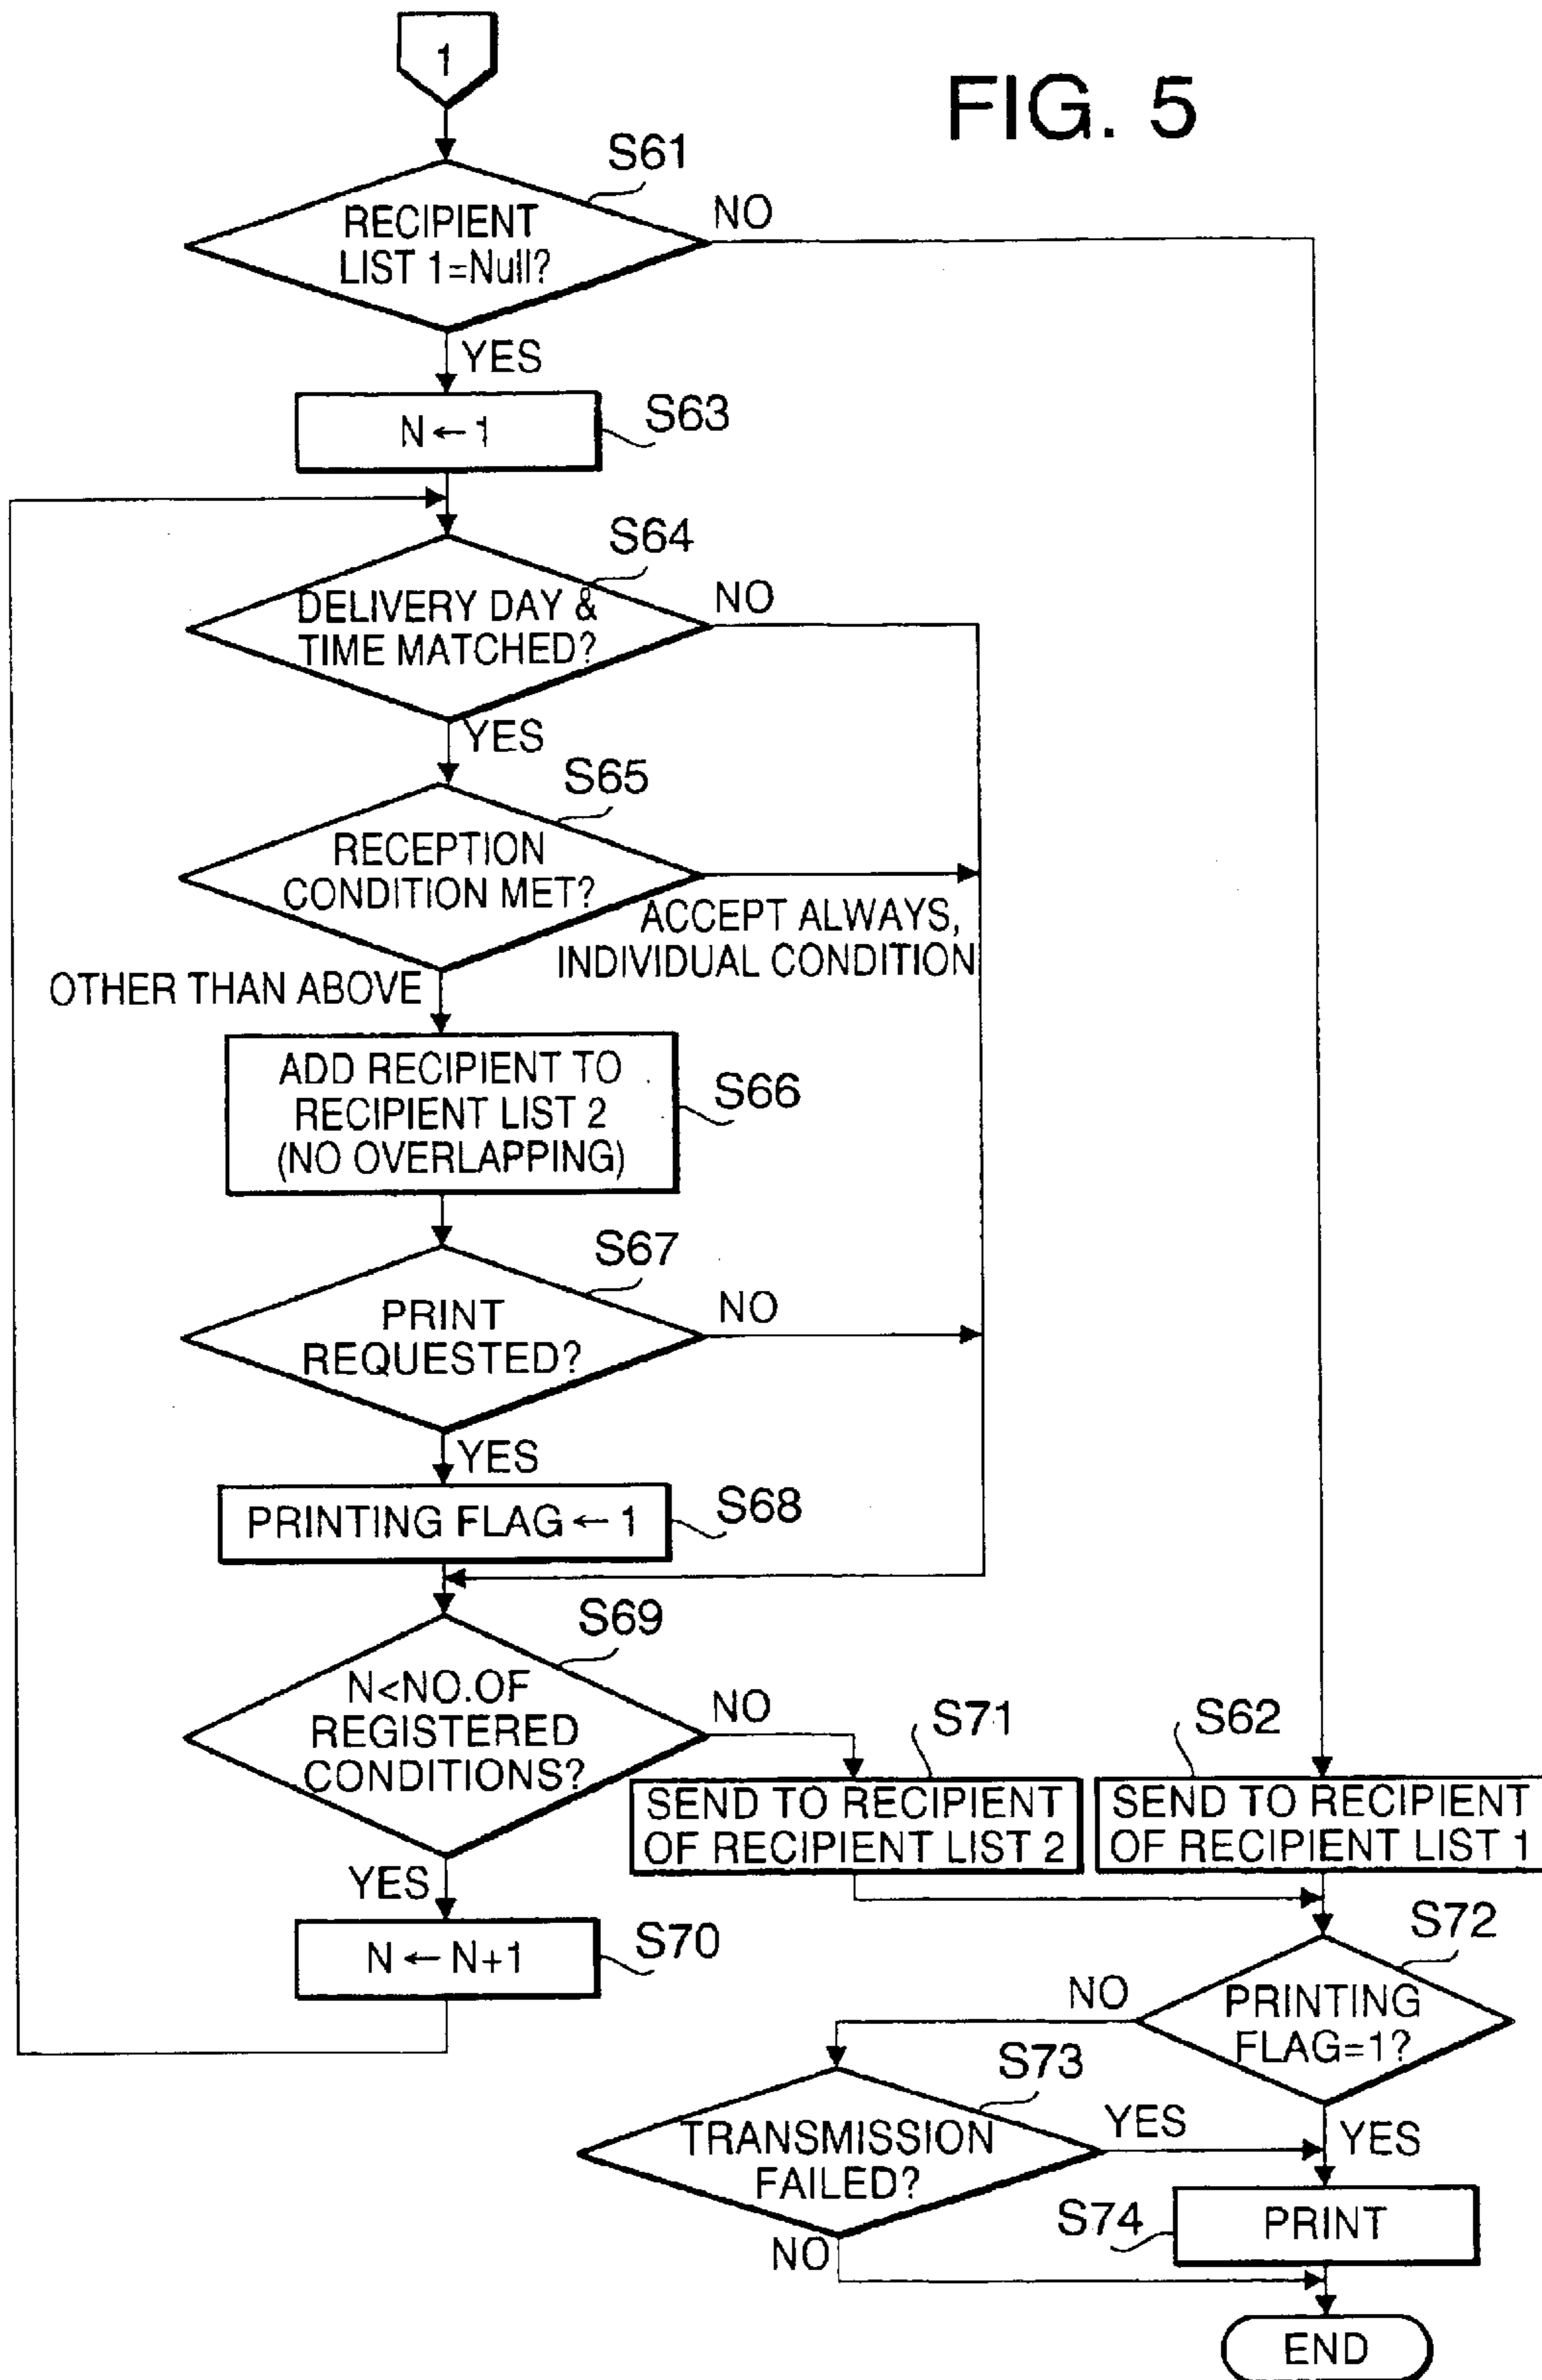 1
FIG. 5
S61
RECIPIENT
LIST 1=Null?
NO
YES
N←1
S63
S64
DELIVERY DAY &
TIME MATCHED?
NO
YES
S65
RECEPTION
CONDITION MET?
ACCEPT ALWAYS,
INDIVIDUAL CONDITION
OTHER THAN ABOVE
ADD RECIPIENT TO
RECIPIENT LIST 2
(NO OVERLAPPING)
S66
S67
PRINT
REQUESTED?
NO
YES
PRINTING FLAG ← 1
S68
S69
N<NO.OF
REGISTERED
CONDITIONS?
NO
YES
N ← N+1
S70
S71
SEND TO RECIPIENT
OF RECIPIENT LIST 2
S62
SEND TO RECIPIENT
OF RECIPIENT LIST 1
S72
PRINTING
FLAG=1?
NO
YES
S73
TRANSMISSION
FAILED?
YES
NO
S74
PRINT
END